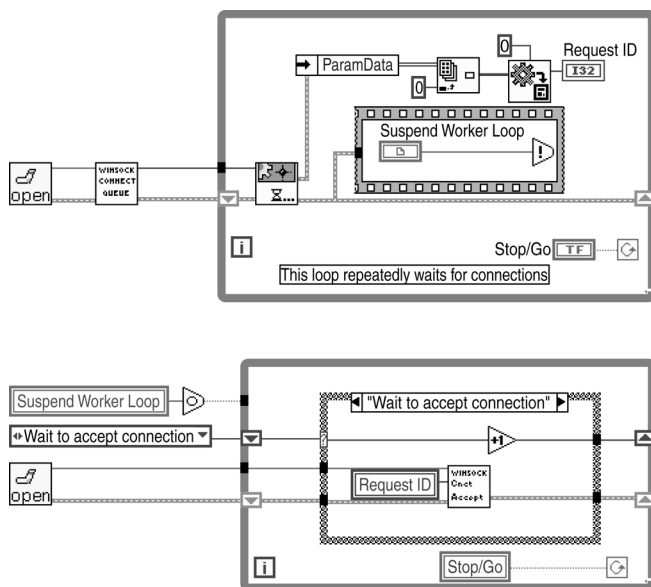 0
Request ID
ParamData
I32
0
Suspend Worker Loop
open
WINSOCK
CONNECT
QUEUE
i
Stop/Go
TF
This loop repeatedly waits for connections
Suspend Worker Loop
"Wait to accept connection"
Wait to accept connection
+1
open
Request ID
WINSOCK
Cnct
Accept
i
Stop/Go